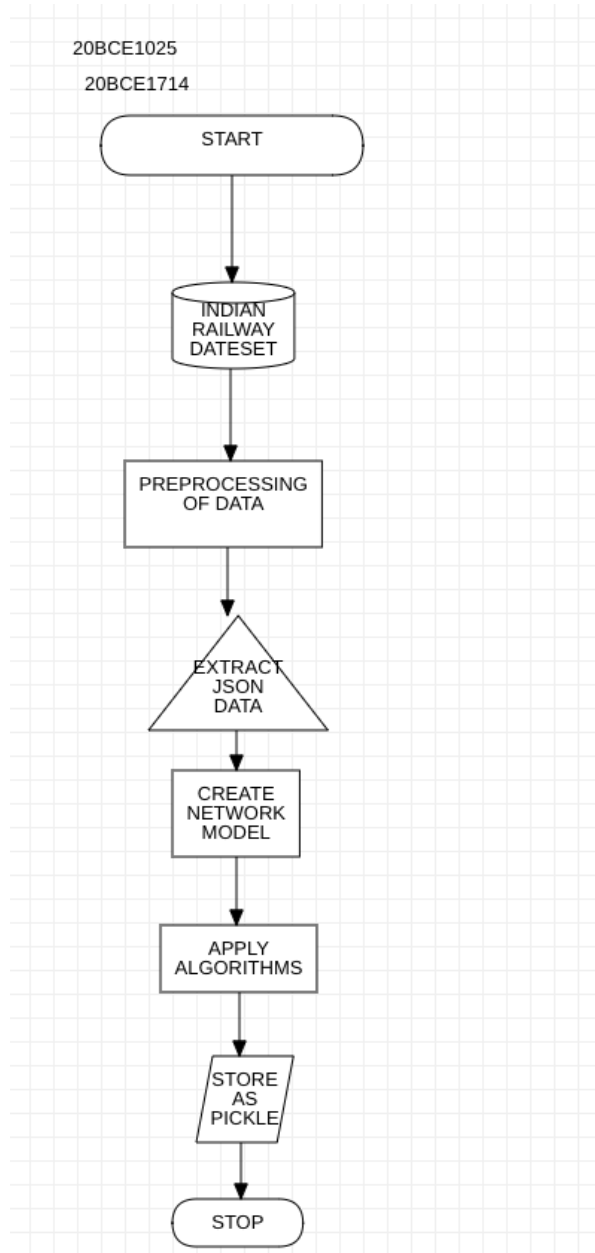 20BCE1025
20BCE1714
START
INDIAN
RAILWAY
DATESET
PREPROCESSING
OF DATA
EXTRACT
JSON
DATA
CREATE
NETWORK
MODEL
APPLY
ALGORITHMS
STORE
AS
PICKLE
STOP